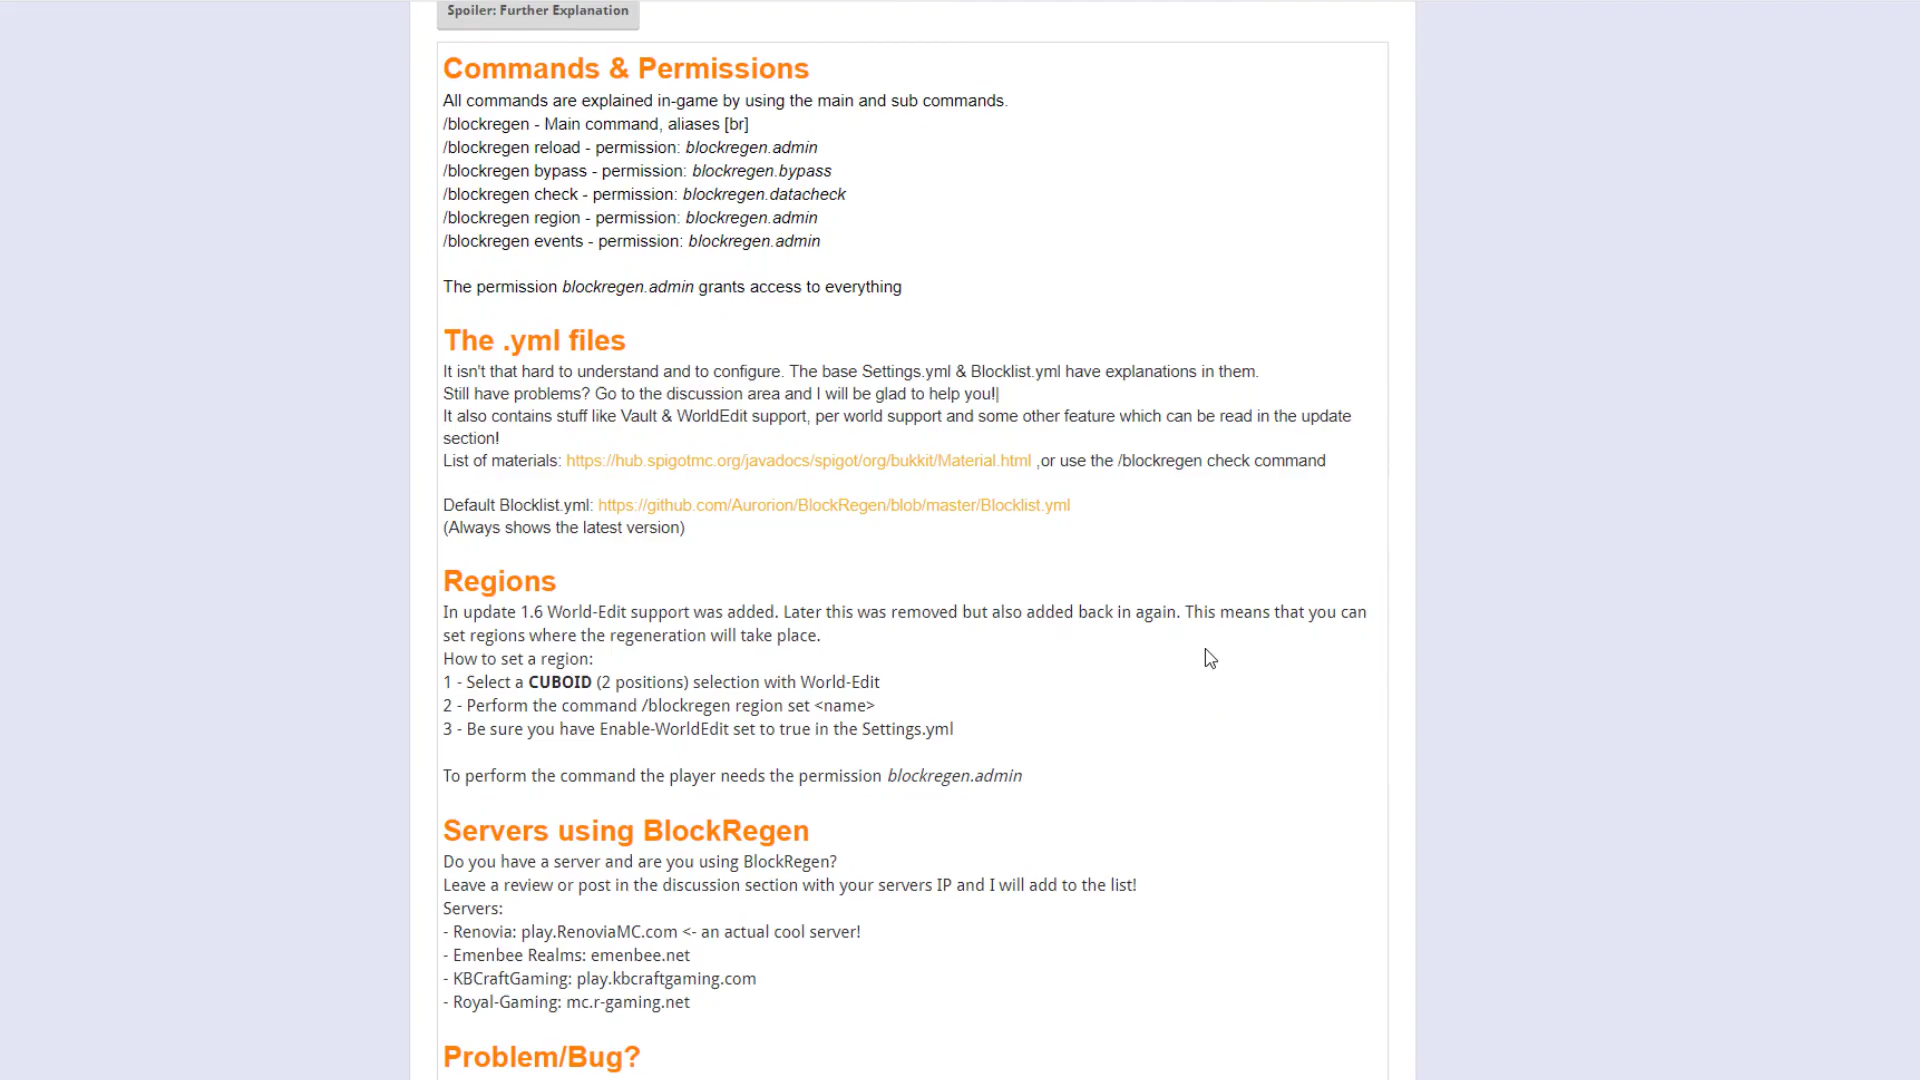 Spoiler: Further Explanation
Commands & Permissions
All commands are explained in-game by using the main and sub commands.
/blockregen - Main command, aliases [br]
/blockregen reload - permission: blockregen.admin
/blockregen bypass - permission: blockregen.bypass
/blockregen check - permission: blockregen.datacheck
/blockregen region - permission: blockregen.admin
/blockregen events - permission: blockregen.admin
The permission blockregen.admin grants access to everything
The .yml files
It isn't that hard to understand and to configure. The base Settings.yml & Blocklist.yml have explanations in them.
Still have problems? Go to the discussion area and I will be glad to help you!|
It also contains stuff like Vault & WorldEdit support, per world support and some other feature which can be read in the update
section!
List of materials: https://hub.spigotmc.org/javadocs/spigot/org/bukkit/Material.html ,or use the /blockregen check command
Default Blocklist.yml: https://github.com/Aurorion/BlockRegen/blob/master/Blocklist.yml
(Always shows the latest version)
Regions
In update 1.6 World-Edit support was added. Later this was removed but also added back in again. This means that you can
set regions where the regeneration will take place.
How to set a region:
1 - Select a CUBOID (2 positions) selection with World-Edit
2 - Perform the command /blockregen region set <name>
3 - Be sure you have Enable-WorldEdit set to true in the Settings.yml
To perform the command the player needs the permission blockregen.admin
Servers using BlockRegen
Do you have a server and are you using BlockRegen?
Leave a review or post in the discussion section with your servers IP and I will add to the list!
Servers:
- Renovia: play.RenoviaMC.com <- an actual cool server!
- Emenbee Realms: emenbee.net
- KBCraftGaming: play.kbcraftgaming.com
- Royal-Gaming: mc.r-gaming.net
Problem/Bug?